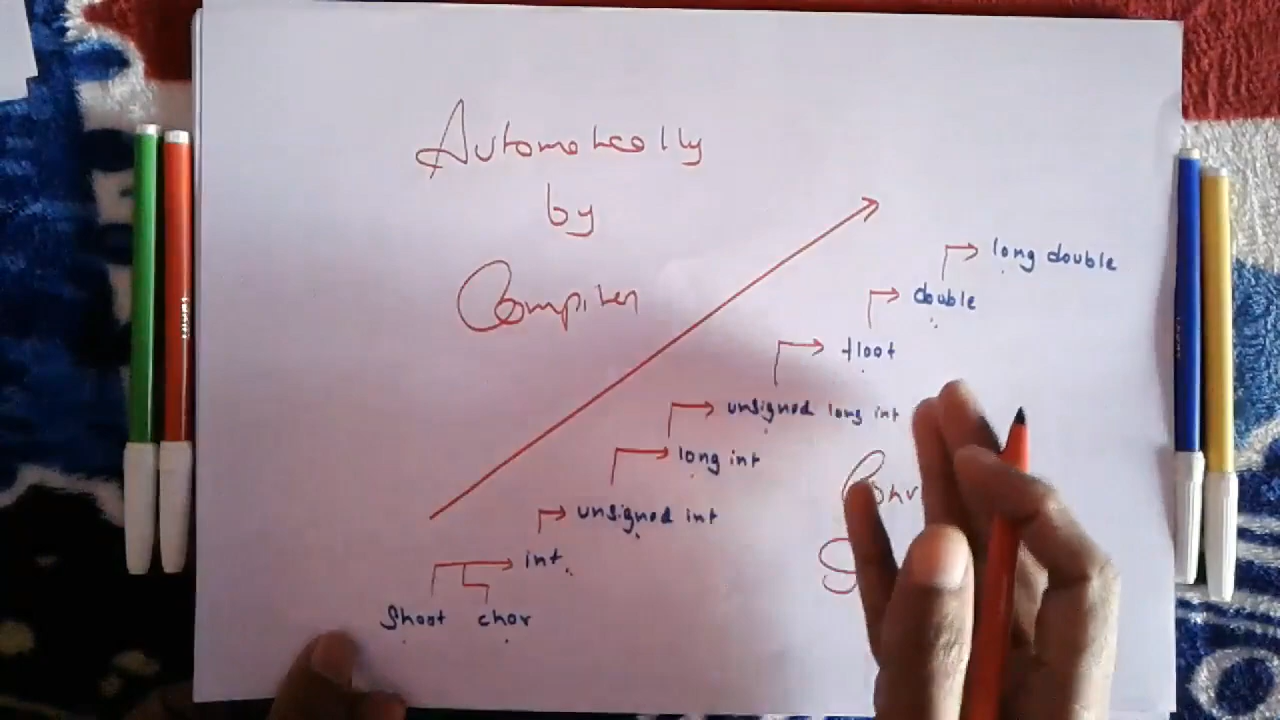 Automatically
by
Compiler
long double
double
float
unsigned long int
long int
unsigned int
int
Short char